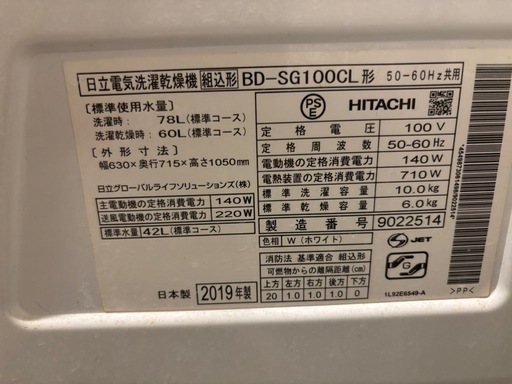 日立電気洗濯乾燥機 組込形 BD-SG100CL形 50-60Hz共用
[標準使用水量]
洗濯時: 78L(標準コース)
洗濯乾燥時: 60L(標準コース)
[外形寸法]
幅630×奥行715×高さ1050mm
日立グローバルライフソリューションズ(株)
主電動機の定格消費電力 140W
送風電動機の定格消費電力 220W
標準水量 42L(標準コース)
日本製 2019年製
PS
E
HITACHI
定格電圧 100V
定格周波数 50-60Hz
電動機の定格消費電力 140W
電熱装置の定格消費電力 710W
標準洗濯容量 10.0kg
標準乾燥容量 6.0kg
製造番号 9022514
色相 W(ホワイト)
S JET
消防法 基準適合 組込形
可燃物からの離隔距離(cm)
上方 左方 右方 後方 下方
20 1.0 1.0 1.0 0
G
1L92E6549-A
>PP<